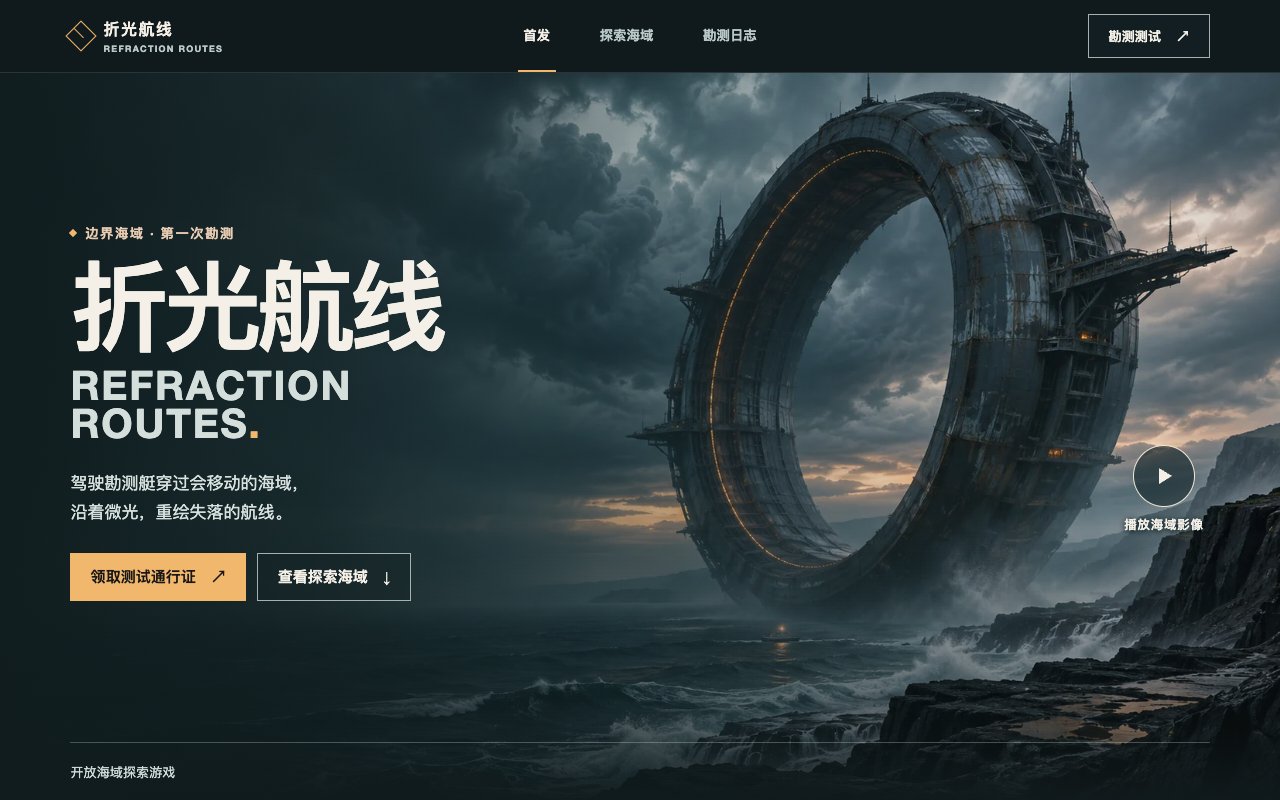 折光航线
REFRACTION ROUTES
首发
探索海域
勘测日志
勘测测试 ↗
边界海域 · 第一次勘测
折光航线
REFRACTION
ROUTES.
驾驶勘测艇穿过会移动的海域，
沿着微光，重绘失落的航线。
领取测试通行证 ↗
查看探索海域 ↓
播放海域影像
开放海域探索游戏